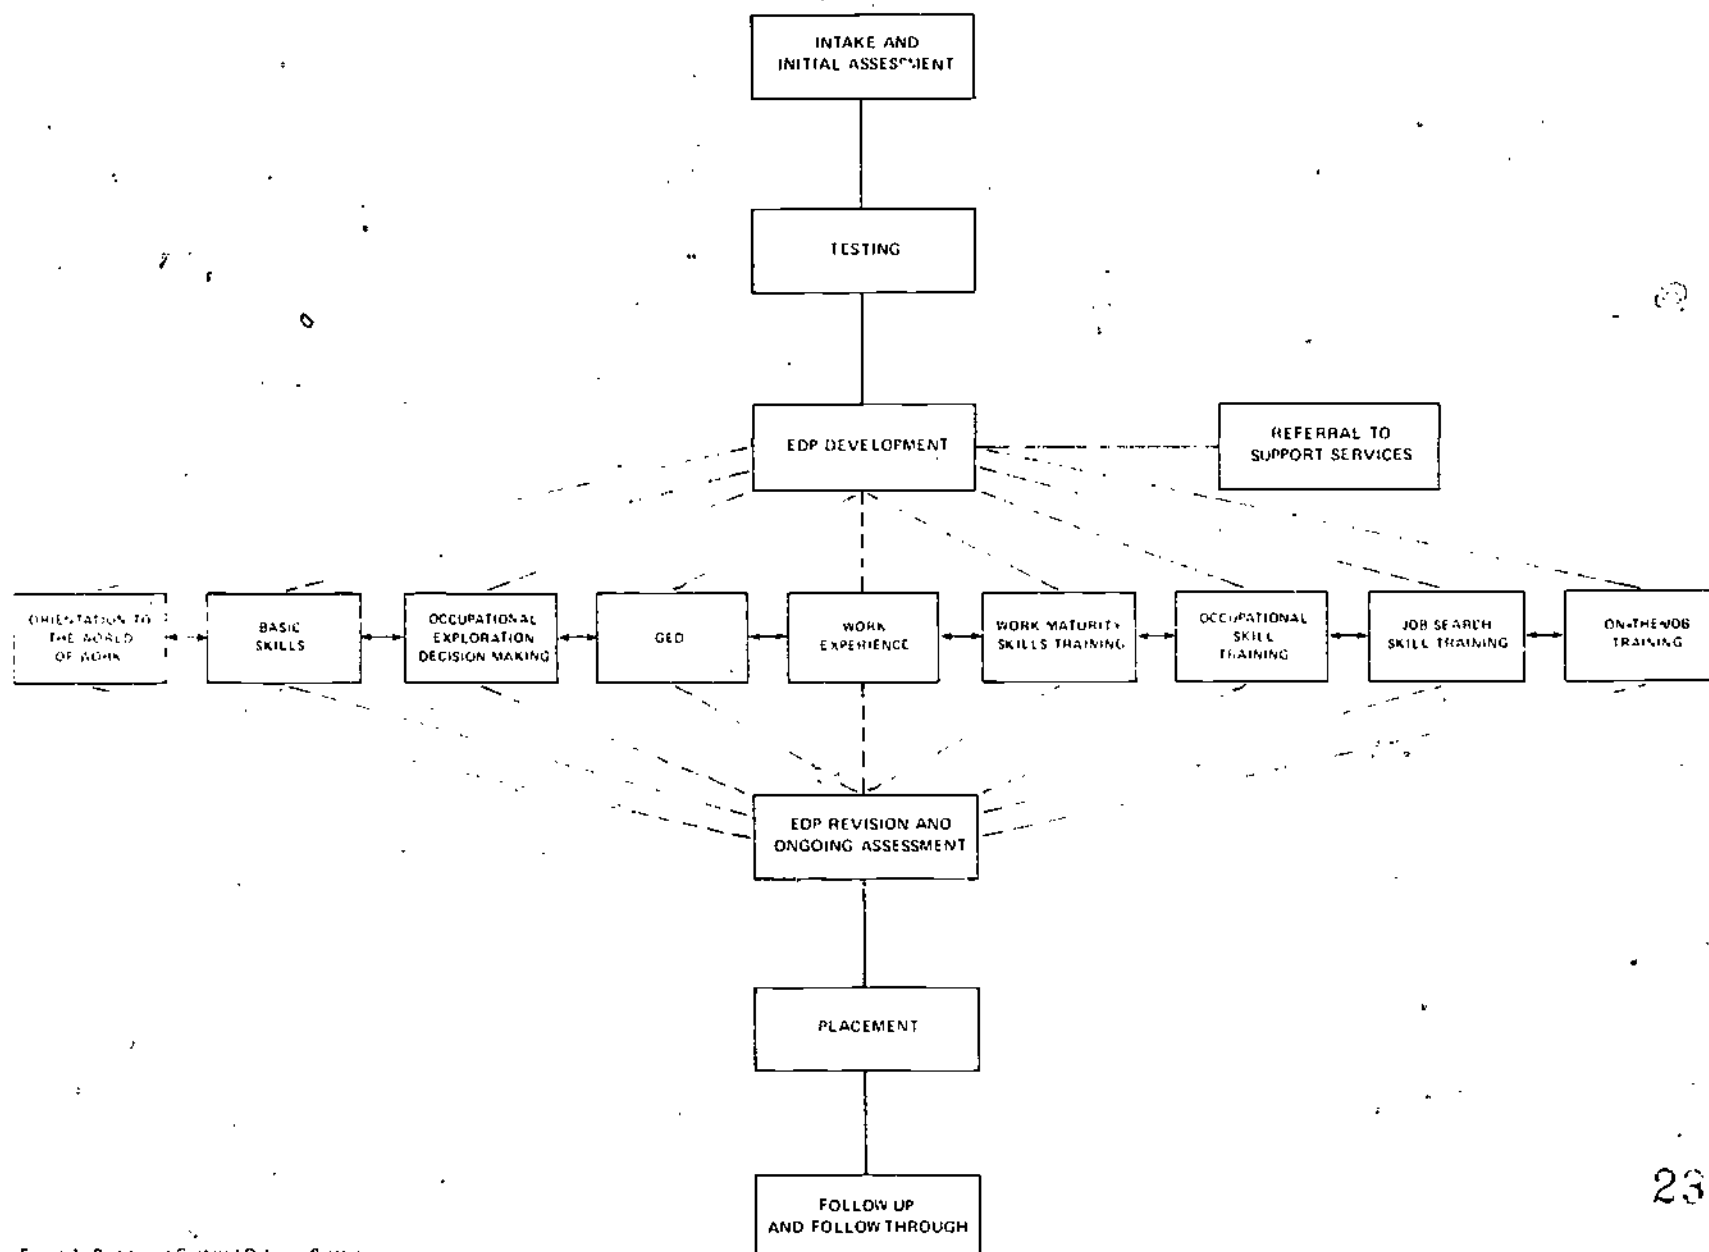 INTAKE AND
INITIAL ASSESSMENT
TESTING
EDP DEVELOPMENT
REFERRAL TO
SUPPORT SERVICES
ORIENTATION TO
THE WORLD
OF WORK
BASIC
SKILLS
OCCUPATIONAL
EXPLORATION
DECISION MAKING
GED
WORK
EXPERIENCE
WORK MATURITY
SKILLS TRAINING
OCCUPATIONAL
SKILL
TRAINING
JOB SEARCH
SKILL TRAINING
ON-THE-JOB
TRAINING
EDP REVISION AND
ONGOING ASSESSMENT
PLACEMENT
FOLLOW UP
AND FOLLOW THROUGH
23